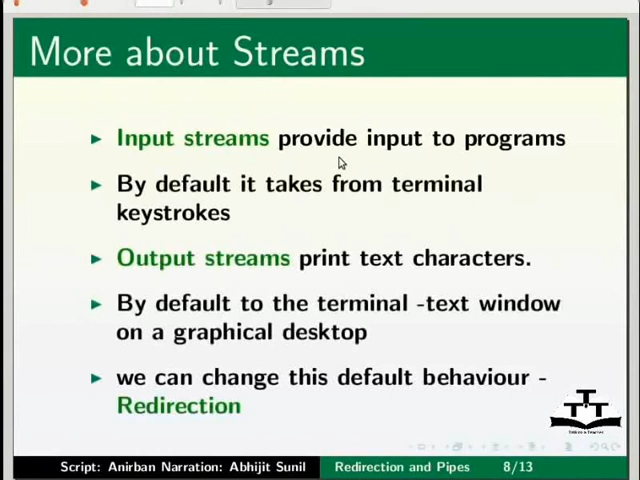 More about Streams
Input streams provide input to programs
By default it takes from terminal
keystrokes
Output streams print text characters.
By default to the terminal -text window
on a graphical desktop
we can change this default behaviour -
Redirection
Script: Anirban Narration: Abhijit Sunil Redirection and Pipes 8/13